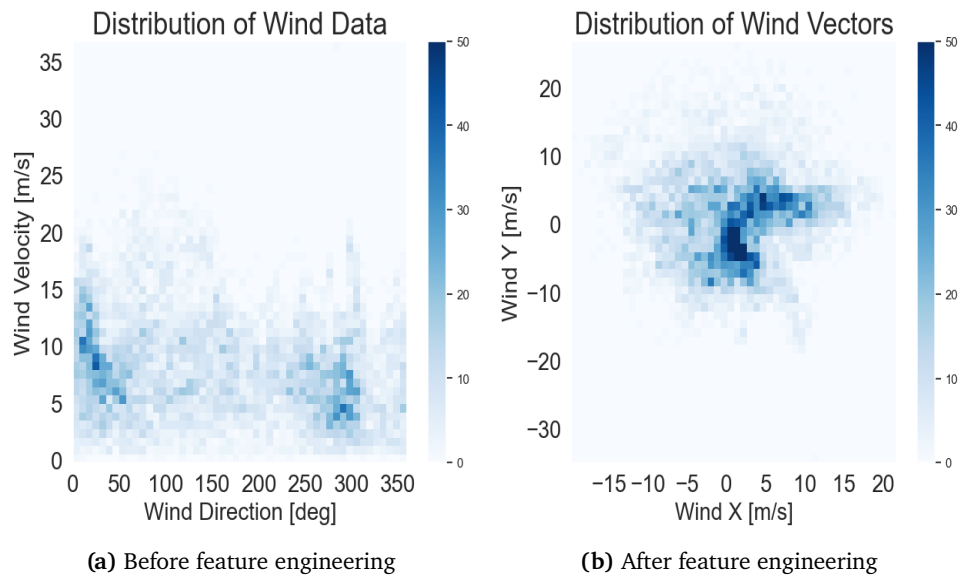 Distribution of Wind Data
Wind Velocity [m/s]
35
30
25
20
15
10
5
0
0 50 100 150 200 250 300 350
Wind Direction [deg]
50
40
30
20
10
0
(a) Before feature engineering
Distribution of Wind Vectors
Wind Y [m/s]
20
10
0
−10
−20
−30
−15 −10 −5 0 5 10 15 20
Wind X [m/s]
50
40
30
20
10
0
(b) After feature engineering